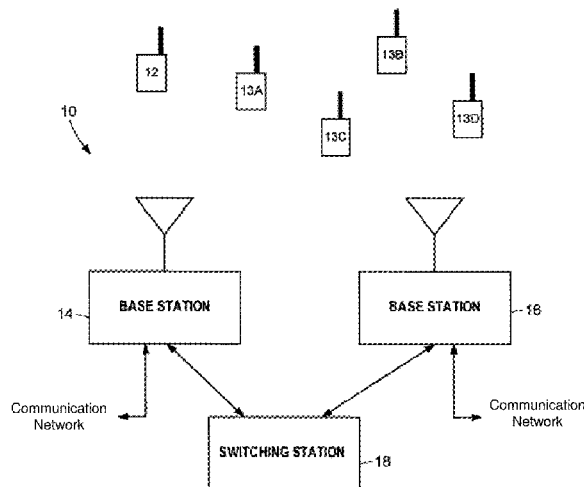 13B
12
13A
13D
13C
10
BASE STATION
BASE STATION
14
16
Communication
Network
Communication
Network
SWITCHING STATION
18